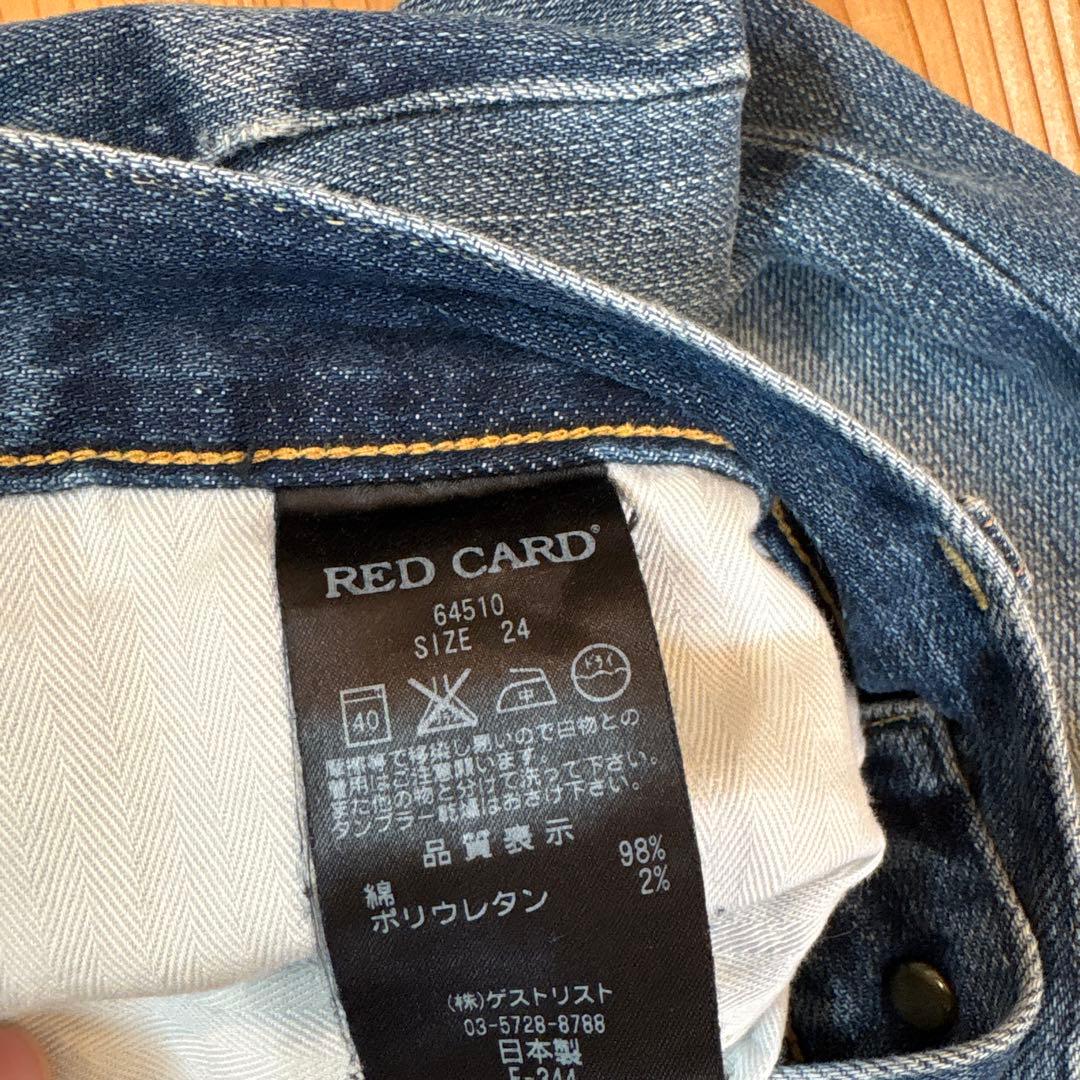 RED CARD®
64510
SIZE 24
40
中
ドライ
摩擦等で移染し易いので白物との
着用はご注意願います。
また他の物と分けて洗って下さい。
タンブラー乾燥はおさけ下さい。
品質表示
綿 98%
ポリウレタン 2%
(株)ゲストリスト
03-5728-8788
日本製